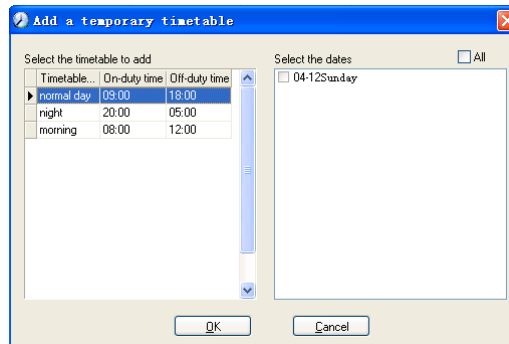 Add a temporary timetable
Select the timetable to add
Timetable... On-duty time Off-duty time
normal day 09:00 18:00
night 20:00 05:00
morning 08:00 12:00
Select the dates All
04-12Sunday
OK Cancel